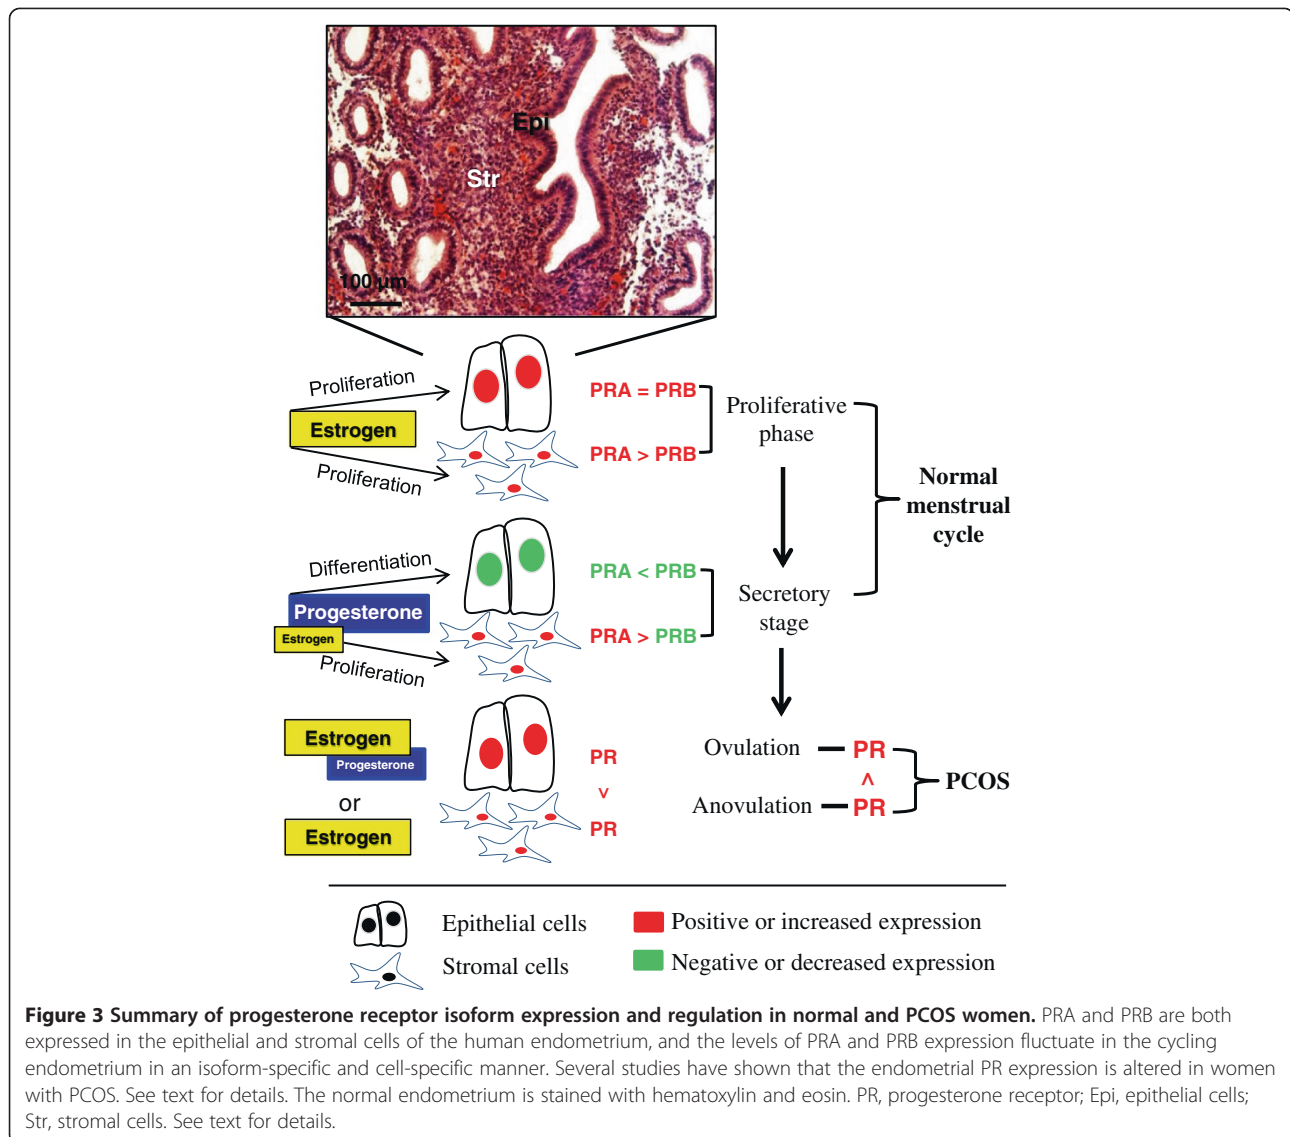 Epi
Str
100 µm
Proliferation
Estrogen
Proliferation
PRA = PRB
PRA > PRB
Proliferative
phase
Normal
menstrual
cycle
Differentiation
Progesterone
Estrogen
Proliferation
PRA < PRB
PRA > PRB
Secretory
stage
Estrogen
Progesterone
or
Estrogen
PR
v
PR
Ovulation
PR
^
Anovulation
PR
PCOS
Epithelial cells
Positive or increased expression
Stromal cells
Negative or decreased expression
Figure 3 Summary of progesterone receptor isoform expression and regulation in normal and PCOS women. PRA and PRB are both
expressed in the epithelial and stromal cells of the human endometrium, and the levels of PRA and PRB expression fluctuate in the cycling
endometrium in an isoform-specific and cell-specific manner. Several studies have shown that the endometrial PR expression is altered in women
with PCOS. See text for details. The normal endometrium is stained with hematoxylin and eosin. PR, progesterone receptor; Epi, epithelial cells;
Str, stromal cells. See text for details.